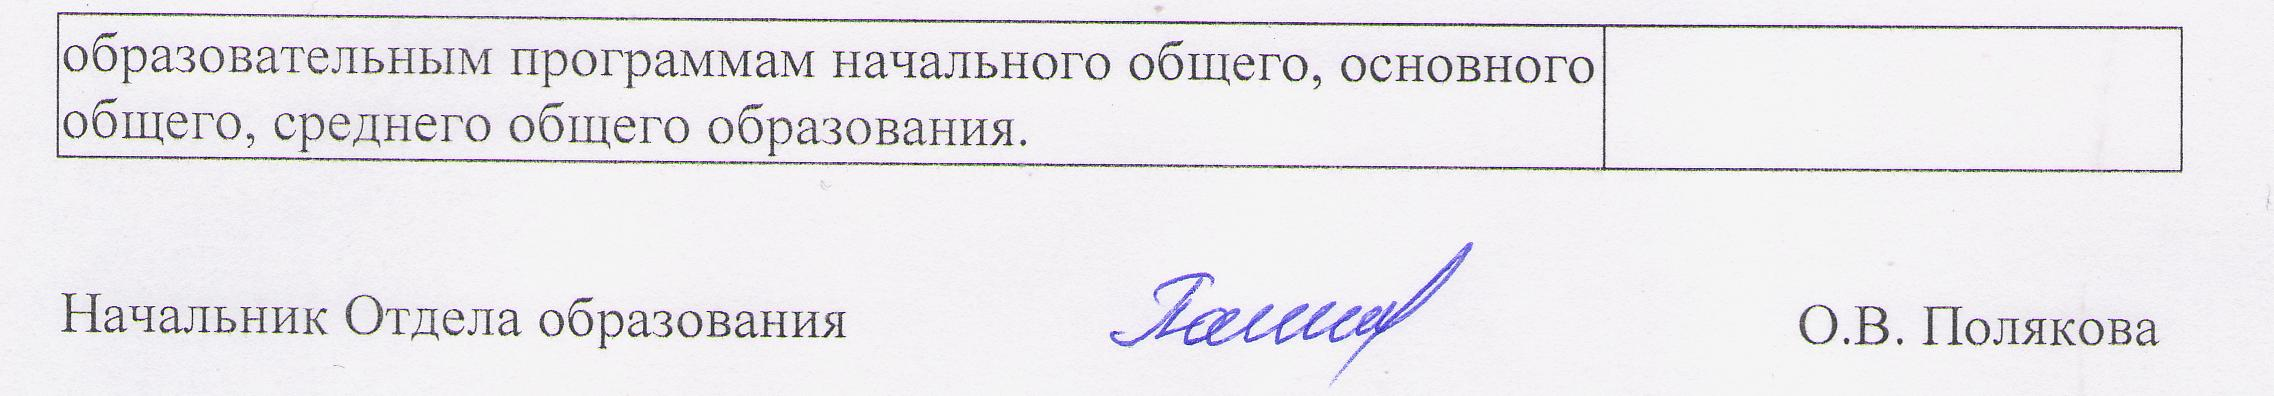 образовательным программам начального общего, основного
общего, среднего общего образования.
Начальник Отдела образования О.В. Полякова